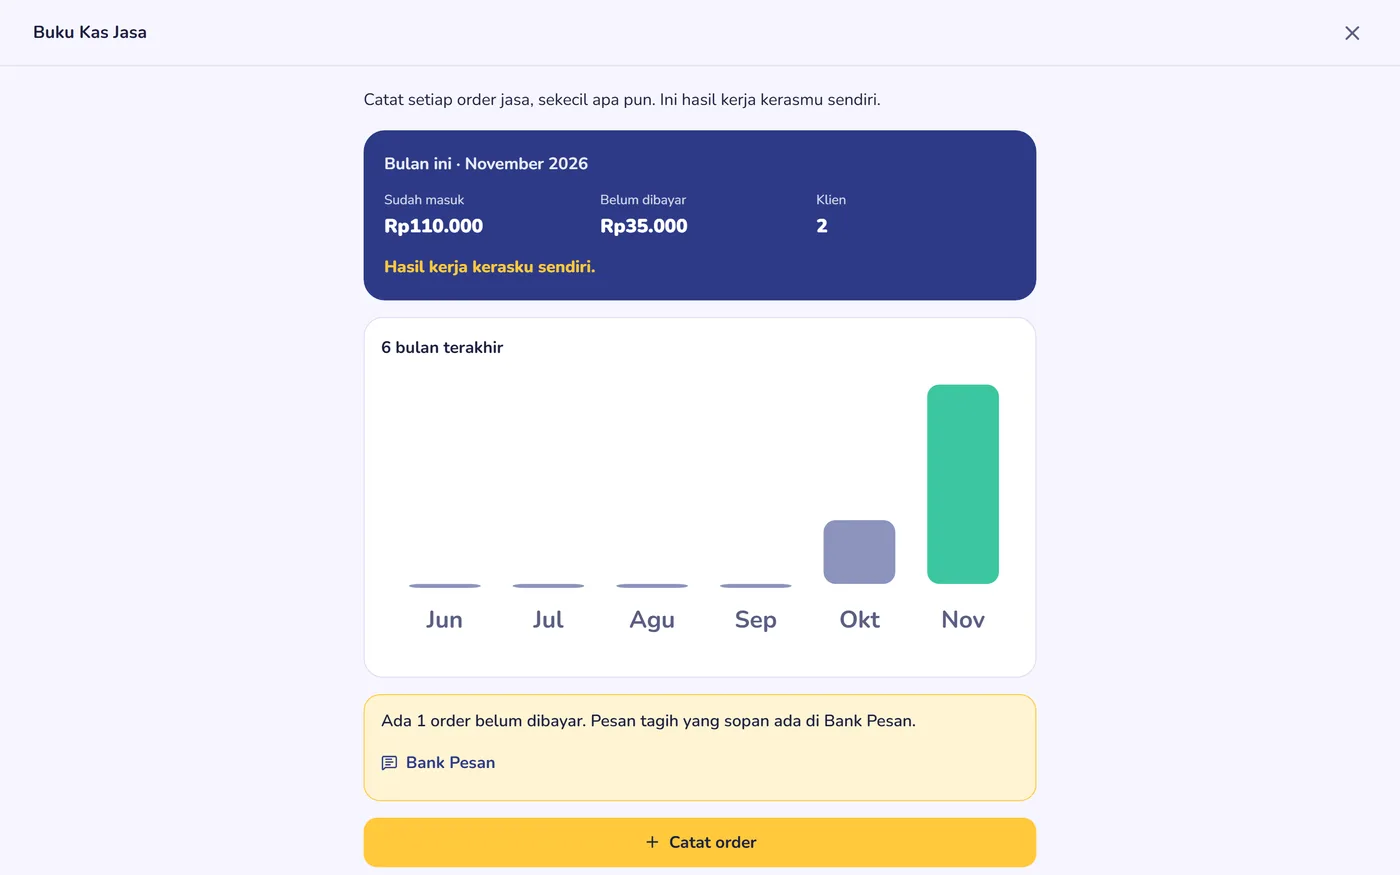 Buku Kas Jasa
Catat setiap order jasa, sekecil apa pun. Ini hasil kerja kerasmu sendiri.
Bulan ini · November 2026
Sudah masuk
Rp110.000
Belum dibayar
Rp35.000
Klien
2
Hasil kerja kerasku sendiri.
6 bulan terakhir
Jun Jul Agu Sep Okt Nov
Ada 1 order belum dibayar. Pesan tagih yang sopan ada di Bank Pesan.
Bank Pesan
+ Catat order